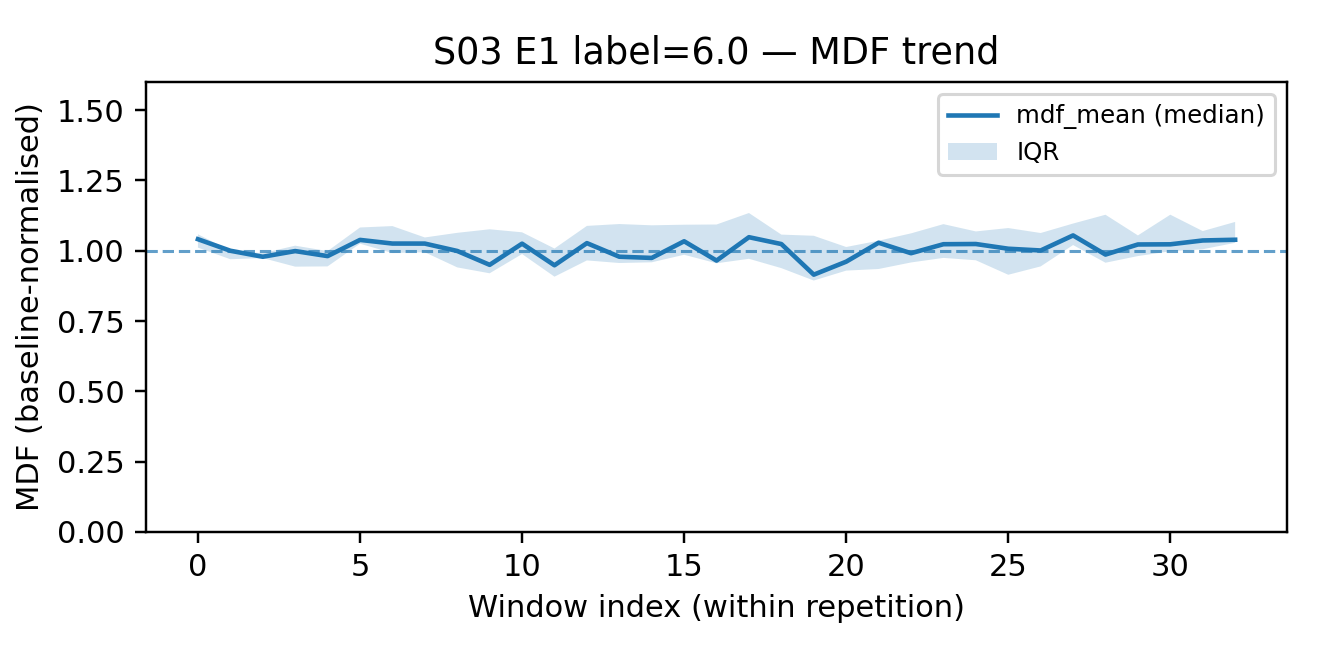 S03 E1 label=6.0 — MDF trend
mdf_mean (median)
IQR
MDF (baseline-normalised)
1.50
1.25
1.00
0.75
0.50
0.25
0.00
0 5 10 15 20 25 30
Window index (within repetition)